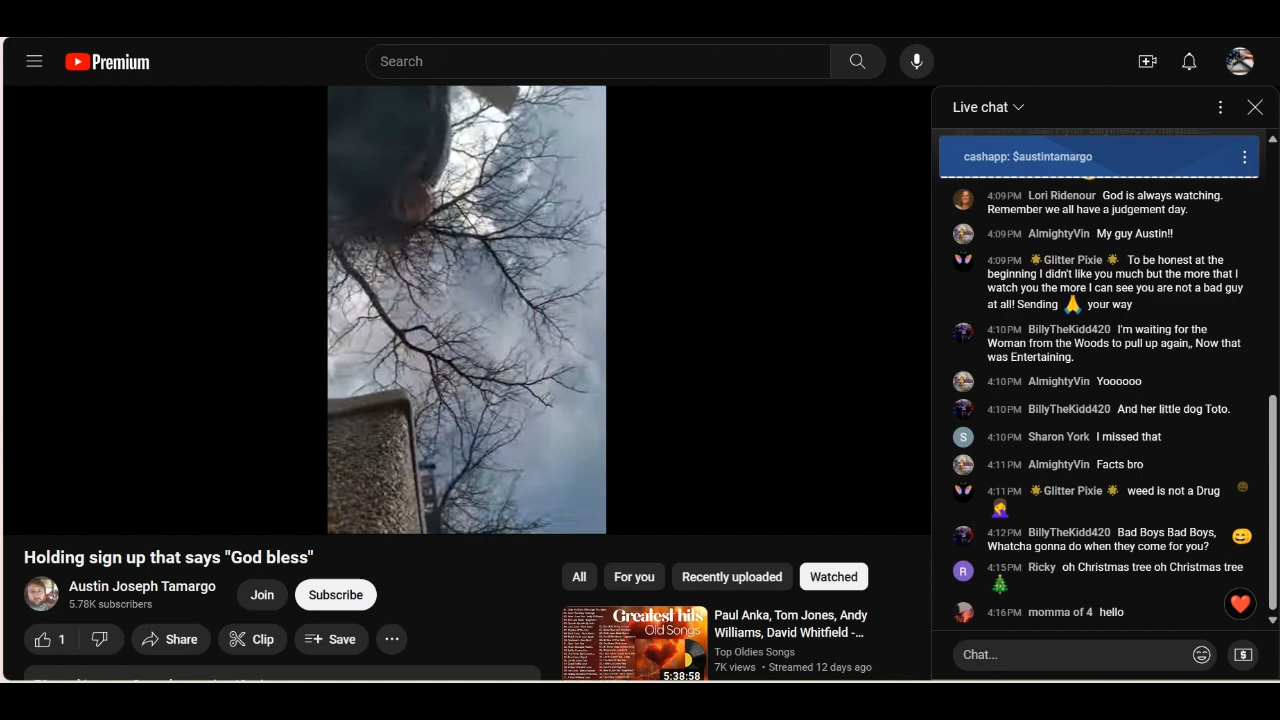 Premium
Search
Live chat
cashapp: $austintamargo
4:09 PM Lori Ridenour God is always watching.
Remember we all have a judgement day.
4:09 PM AlmightyVin My guy Austin!!
4:09 PM 🌟Glitter Pixie 🌟 To be honest at the
beginning I didn't like you much but the more that I
watch you the more I can see you are not a bad guy
at all! Sending 🙏 your way
4:10 PM BillyTheKidd420 I'm waiting for the
Woman from the Woods to pull up again,, Now that
was Entertaining.
4:10 PM AlmightyVin Yoooooo
4:10 PM BillyTheKidd420 And her little dog Toto.
S 4:10 PM Sharon York I missed that
4:11 PM AlmightyVin Facts bro
4:11 PM 🌟Glitter Pixie 🌟 weed is not a Drug
🤦‍♀️
4:12 PM BillyTheKidd420 Bad Boys Bad Boys,
Whatcha gonna do when they come for you?
R 4:15 PM Ricky oh Christmas tree oh Christmas tree
🎄
4:16 PM momma of 4 hello
Chat...
Holding sign up that says "God bless"
Austin Joseph Tamargo
5.78K subscribers
Join
Subscribe
1
Share
Clip
Save
All
For you
Recently uploaded
Watched
Greatest hits
Old Songs
5:38:58
Paul Anka, Tom Jones, Andy
Williams, David Whitfield -...
Top Oldies Songs
7K views • Streamed 12 days ago